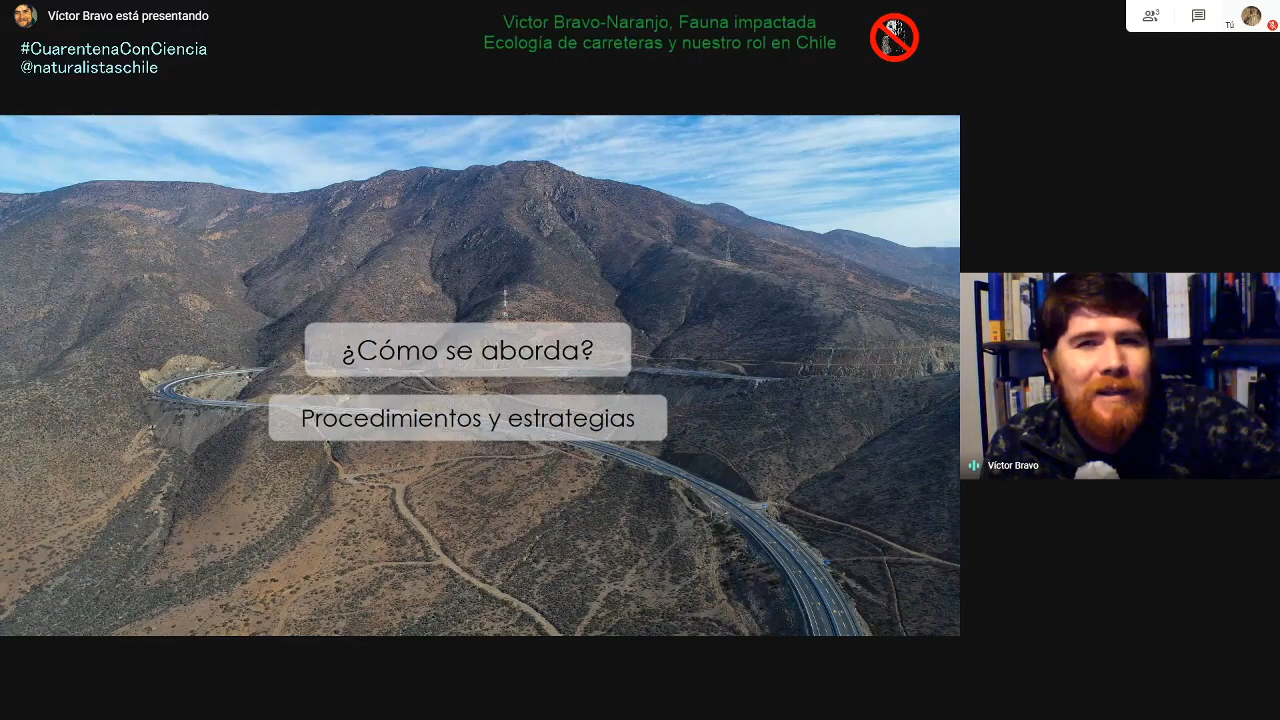 Víctor Bravo está presentando
#CuarentenaConCiencia
@naturalistaschile
Victor Bravo-Naranjo, Fauna impactada
Ecología de carreteras y nuestro rol en Chile
3
Tú
¿Cómo se aborda?
Procedimientos y estrategias
Víctor Bravo